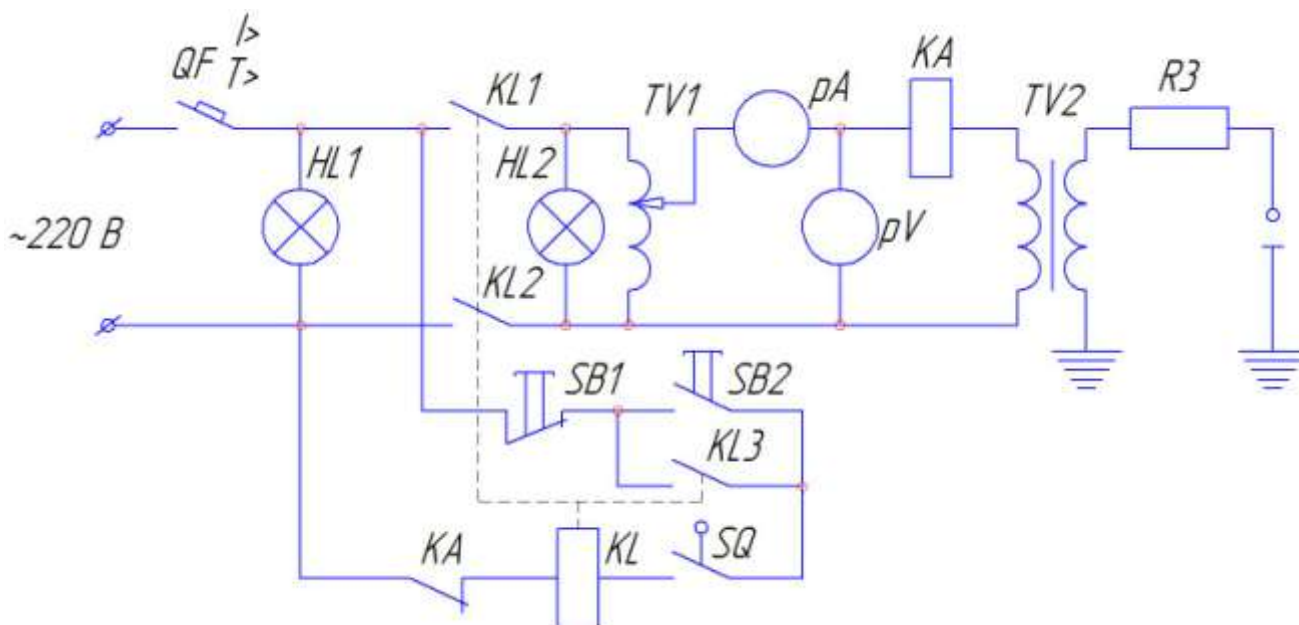 I>
QF T>
KL1
TV1
pA
KA
TV2
R3
HL1
HL2
~220 В
pV
KL2
SB1
SB2
KL3
KA
KL
SQ